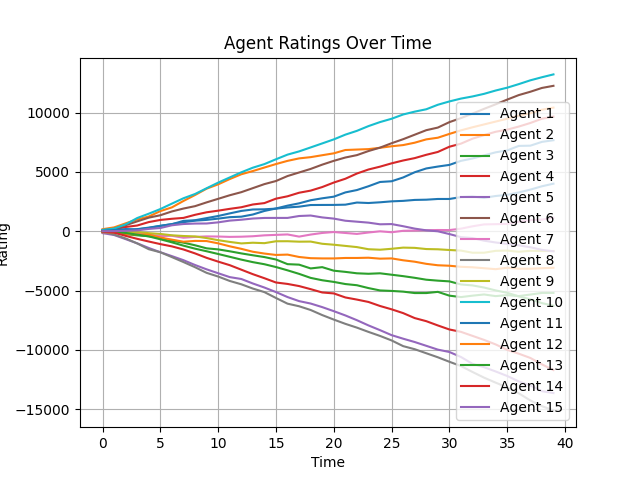 Agent Ratings Over Time
10000
5000
0
−5000
−10000
−15000
Rating
0
5
10
15
20
25
30
35
40
Time
Agent 1
Agent 2
Agent 3
Agent 4
Agent 5
Agent 6
Agent 7
Agent 8
Agent 9
Agent 10
Agent 11
Agent 12
Agent 13
Agent 14
Agent 15